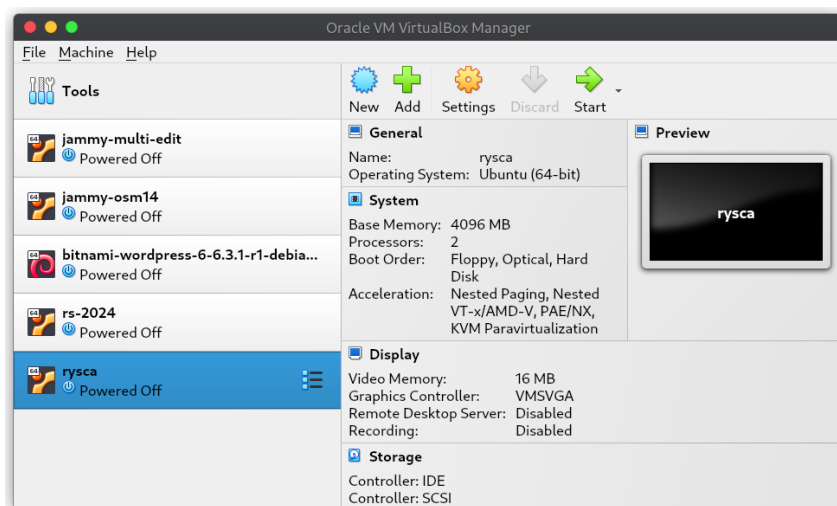 Oracle VM VirtualBox Manager
File Machine Help
Tools
jammy-multi-edit
Powered Off
jammy-osm14
Powered Off
bitnami-wordpress-6-6.3.1-r1-debia...
Powered Off
rs-2024
Powered Off
rysca
Powered Off
New Add Settings Discard Start
General
Name: rysca
Operating System: Ubuntu (64-bit)
System
Base Memory: 4096 MB
Processors: 2
Boot Order: Floppy, Optical, Hard
Disk
Acceleration: Nested Paging, Nested
VT-x/AMD-V, PAE/NX,
KVM Paravirtualization
Preview
rysca
Display
Video Memory: 16 MB
Graphics Controller: VMSVGA
Remote Desktop Server: Disabled
Recording: Disabled
Storage
Controller: IDE
Controller: SCSI